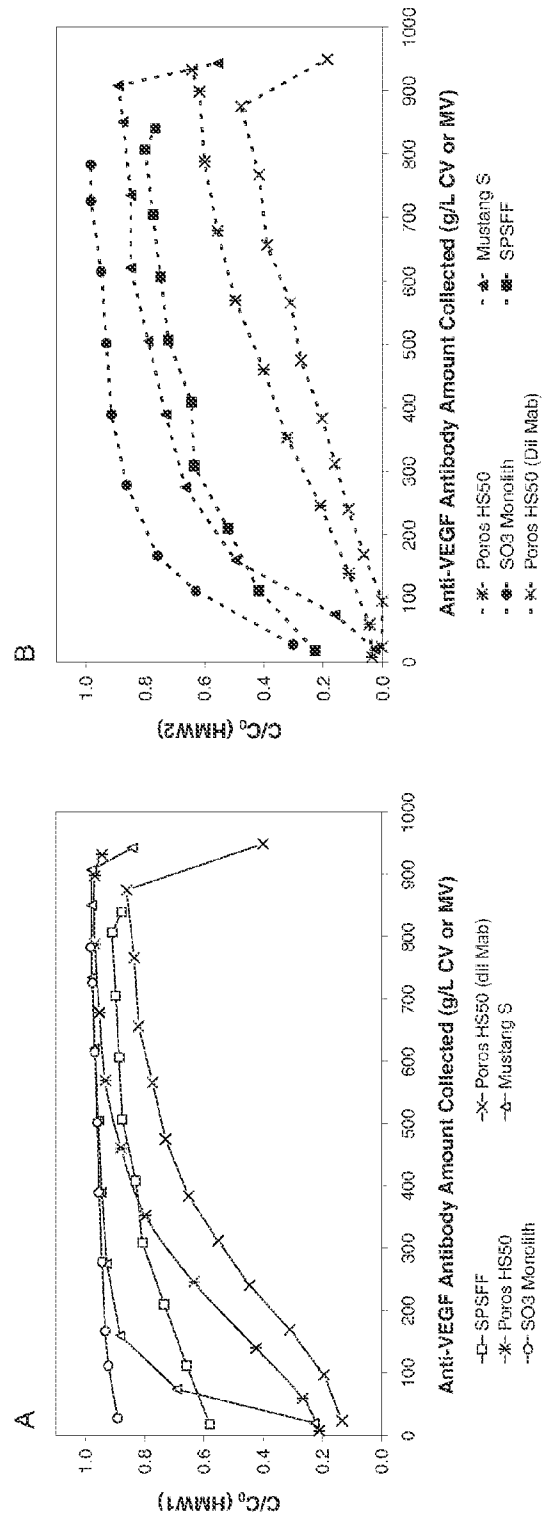 A
C/C₀ (HMW1)
1.0
0.8
0.6
0.4
0.2
0.0
0 100 200 300 400 500 600 700 800 900 1000
Anti-VEGF Antibody Amount Collected (g/L CV or MV)
SPSFF
Poros HS50
SO3 Monolith
Poros HS50 (dil Mab)
Mustang S
B
C/C₀ (HMW2)
1.0
0.8
0.6
0.4
0.2
0.0
0 100 200 300 400 500 600 700 800 900 1000
Anti-VEGF Antibody Amount Collected (g/L CV or MV)
Poros HS50
SO3 Monolith
Poros HS50 (Dil Mab)
Mustang S
SPSFF